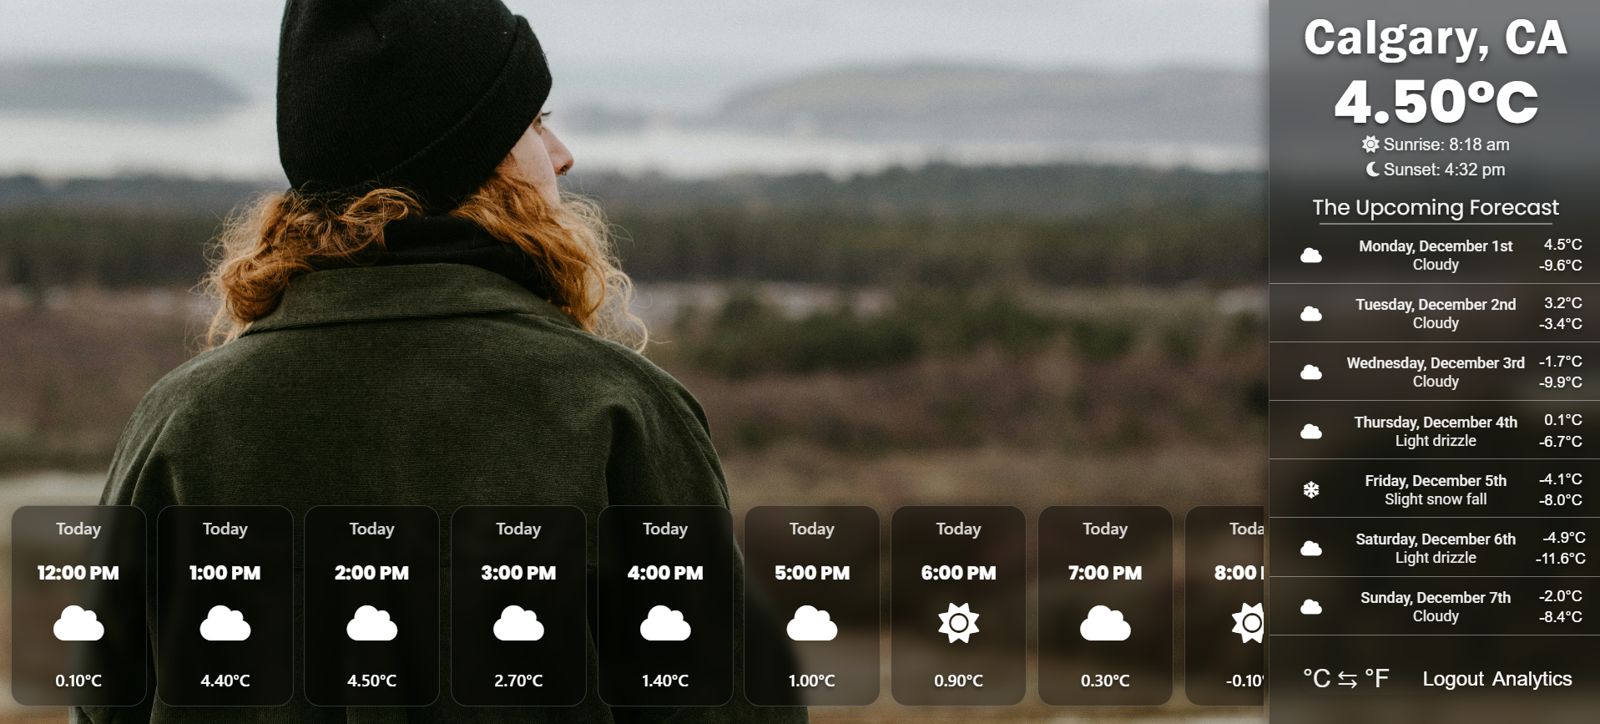 Calgary, CA
4.50°C
Sunrise: 8:18 am
Sunset: 4:32 pm
The Upcoming Forecast
Monday, December 1st 4.5°C
Cloudy -9.6°C
Tuesday, December 2nd 3.2°C
Cloudy -3.4°C
Wednesday, December 3rd -1.7°C
Cloudy -9.9°C
Thursday, December 4th 0.1°C
Light drizzle -6.7°C
Friday, December 5th -4.1°C
Slight snow fall -8.0°C
Saturday, December 6th -4.9°C
Light drizzle -11.6°C
Sunday, December 7th -2.0°C
Cloudy -8.4°C
°C ⇆ °F Logout Analytics
Today Today Today Today Today Today Today Today Toda
12:00 PM 1:00 PM 2:00 PM 3:00 PM 4:00 PM 5:00 PM 6:00 PM 7:00 PM 8:00
0.10°C 4.40°C 4.50°C 2.70°C 1.40°C 1.00°C 0.90°C 0.30°C -0.10°